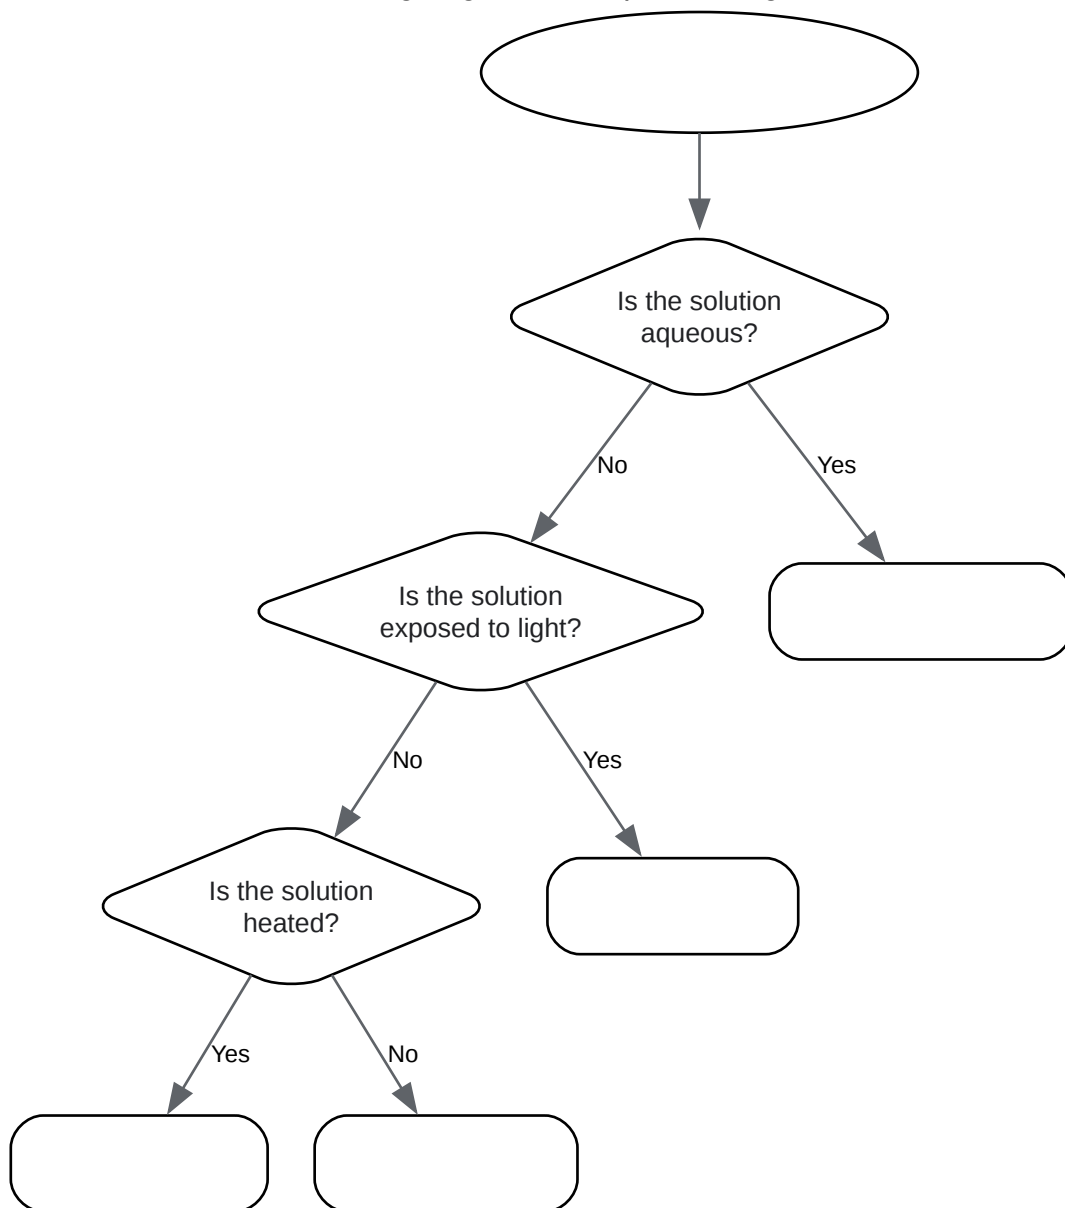 Is the solution
aqueous?
No
Yes
Is the solution
exposed to light?
No
Yes
Is the solution
heated?
Yes
No